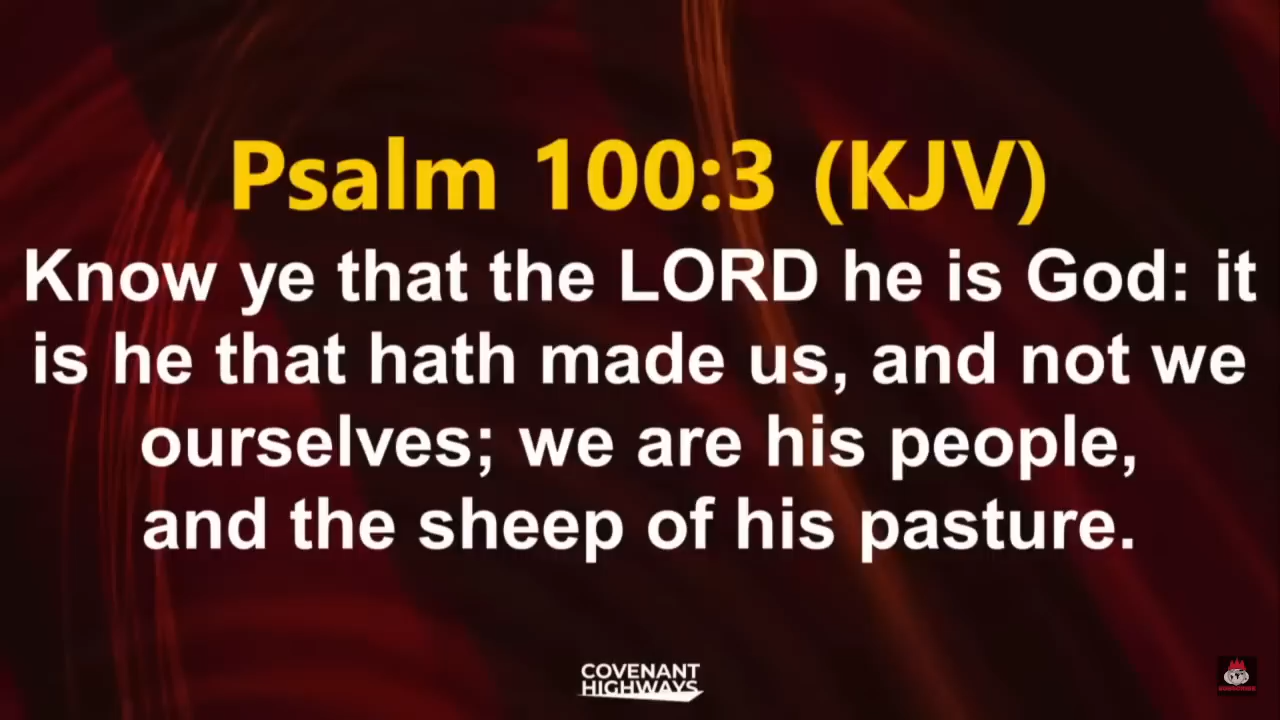 Psalm 100:3 (KJV)
Know ye that the LORD he is God: it
is he that hath made us, and not we
ourselves; we are his people,
and the sheep of his pasture.
COVENANT
HIGHWAYS
SUBSCRIBE